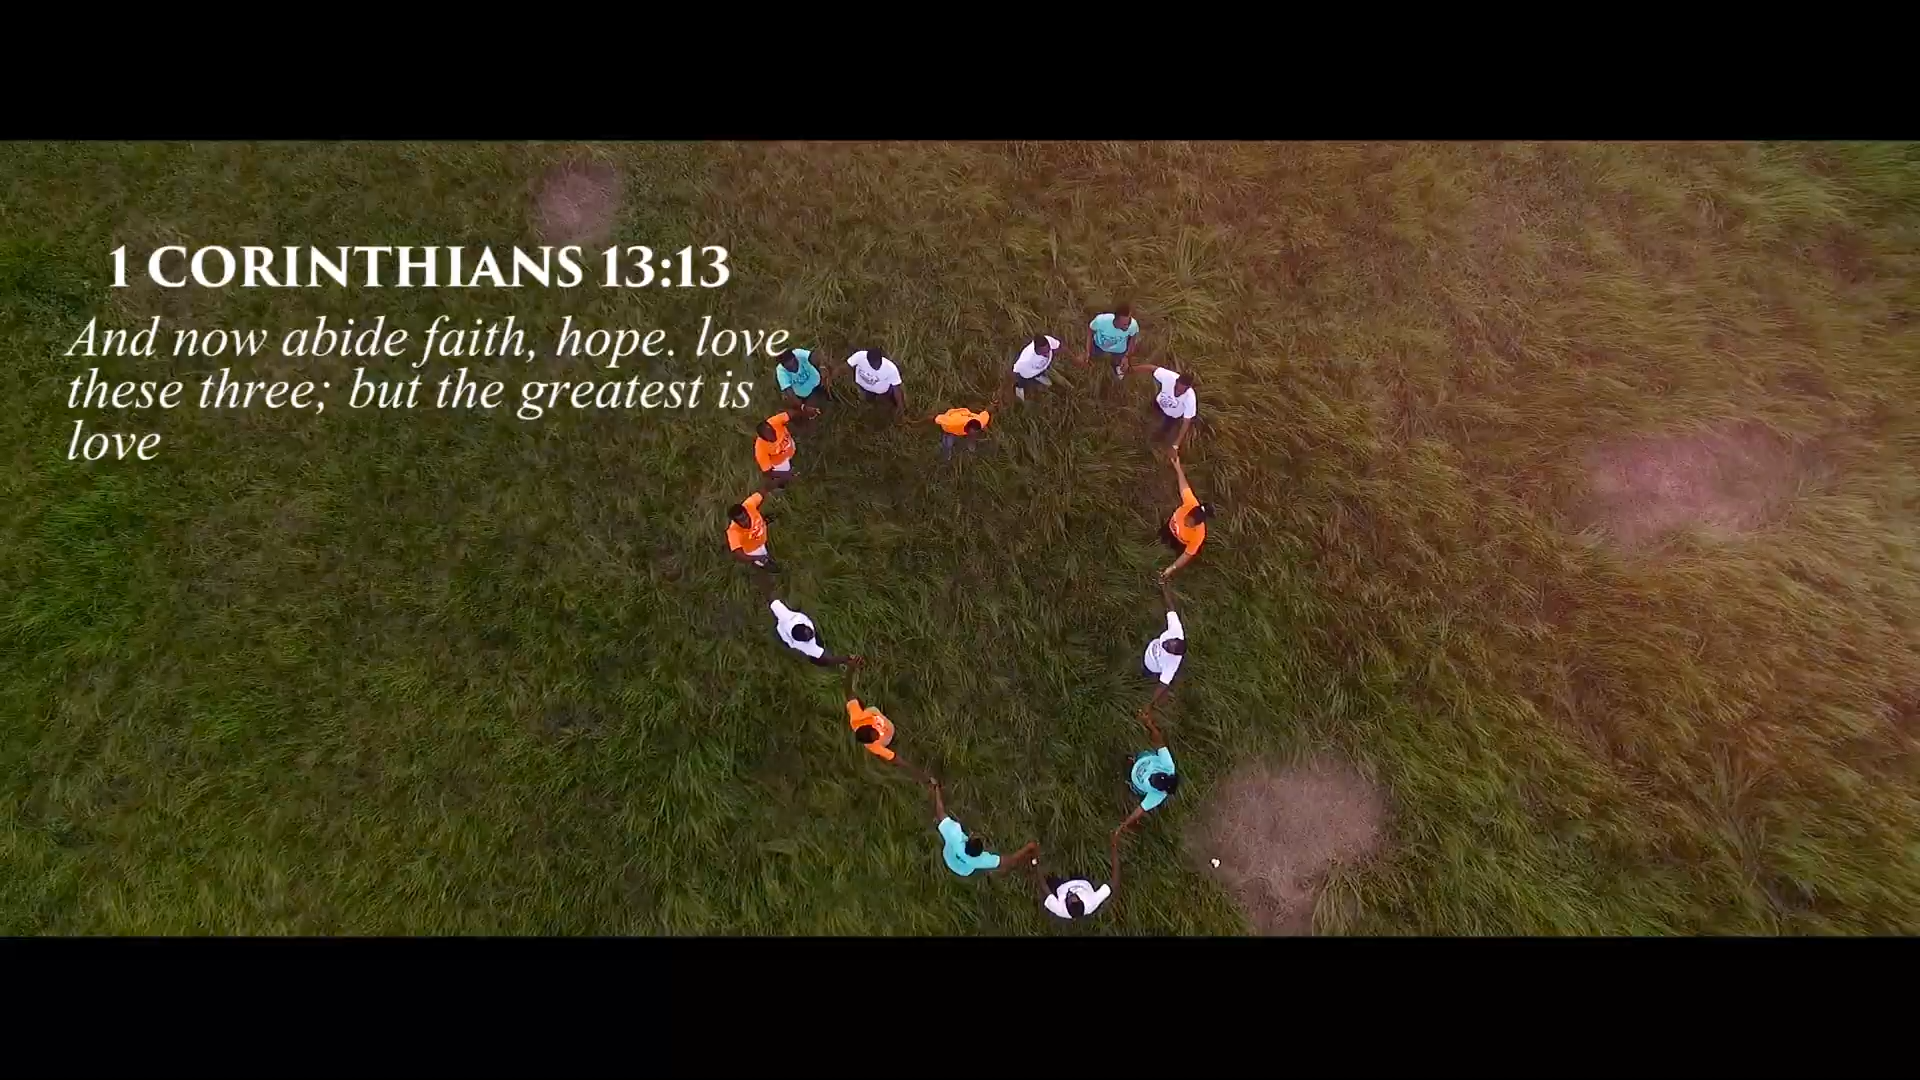 1 CORINTHIANS 13:13
And now abide faith, hope. love
these three; but the greatest is
love